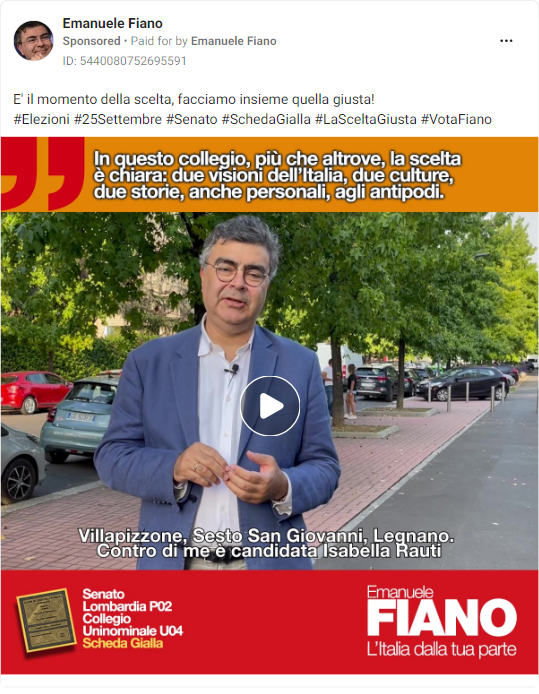 Emanuele Fiano
Sponsored • Paid for by Emanuele Fiano
ID: 5440080752695591
E' il momento della scelta, facciamo insieme quella giusta!
#Elezioni #25Settembre #Senato #SchedaGialla #LaSceltaGiusta #VotaFiano
In questo collegio, più che altrove, la scelta
è chiara: due visioni dell'Italia, due culture,
due storie, anche personali, agli antipodi.
Villapizzone, Sesto San Giovanni, Legnano.
Contro di me è candidata Isabella Rauti
Senato
Lombardia P02
Collegio
Uninominale U04
Scheda Gialla
Emanuele
FIANO
L'Italia dalla tua parte